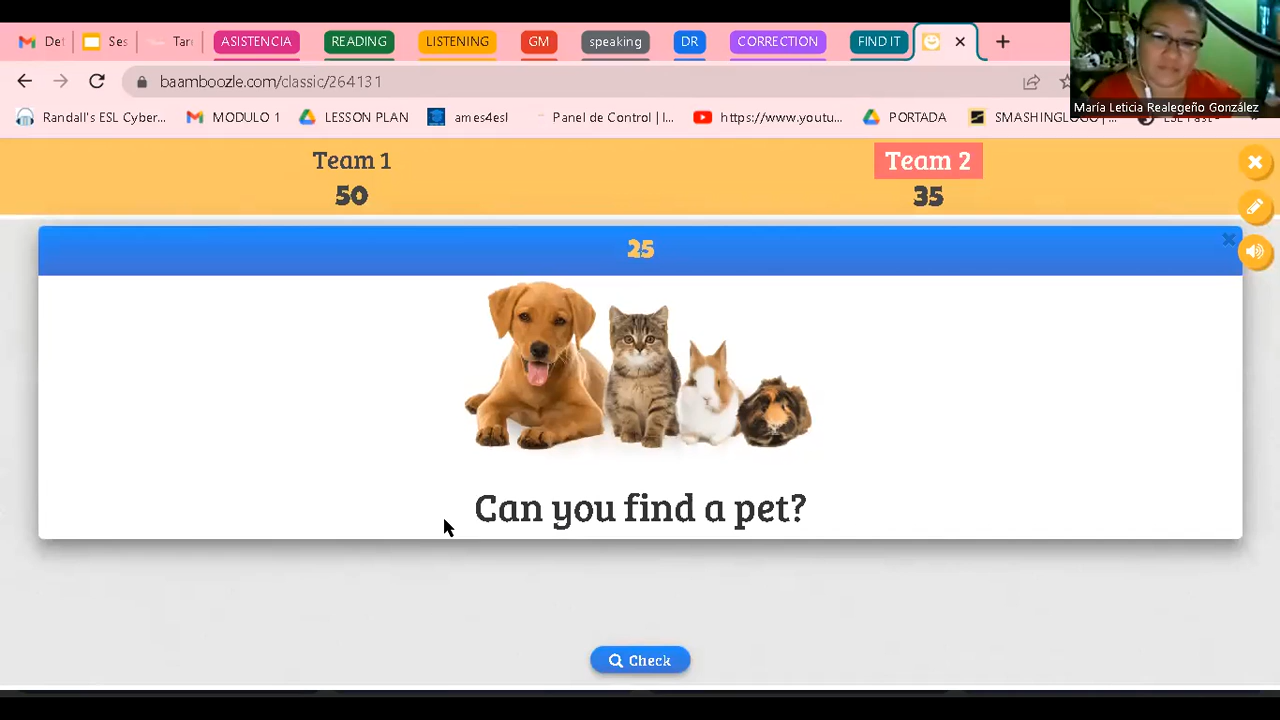 Det
Ses
Tar
ASISTENCIA
READING
LISTENING
GM
speaking
DR
CORRECTION
FIND IT
baamboozle.com/classic/264131
María Leticia Realegeño González
Randall's ESL Cyber...
MODULO 1
LESSON PLAN
ames4esl
Panel de Control | I...
https://www.youtu...
PORTADA
Team 1
50
Team 2
35
25
Can you find a pet?
Check